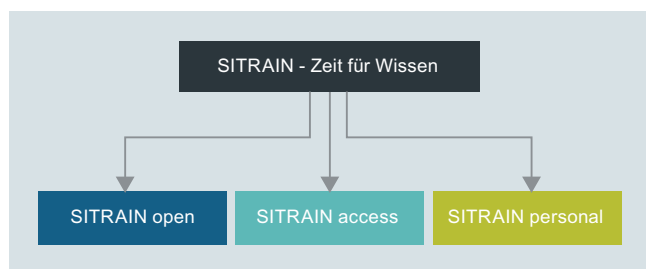 SITRAIN - Zeit für Wissen
SITRAIN open
SITRAIN access
SITRAIN personal